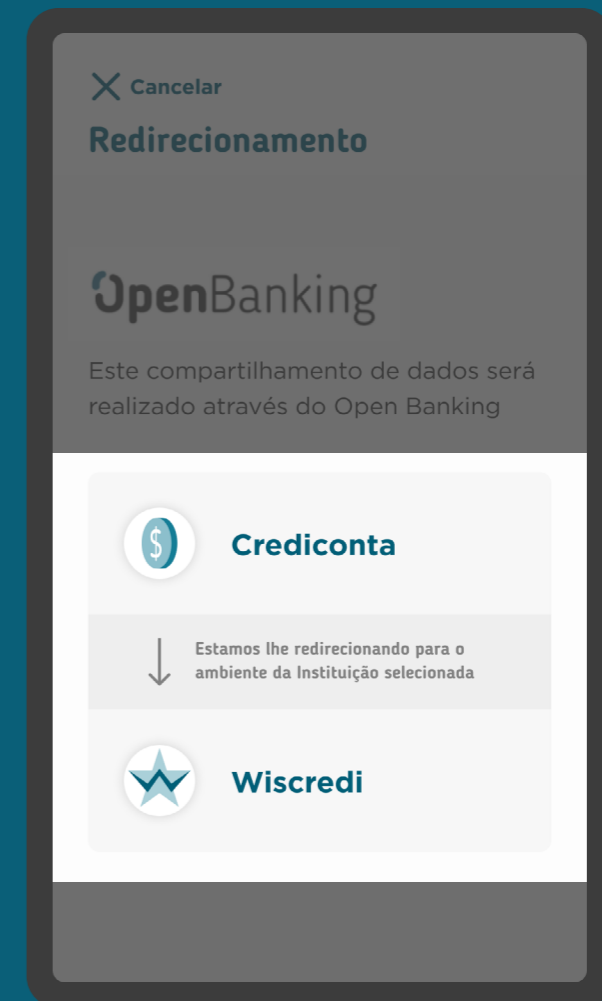 Cancelar
Redirecionamento
OpenBanking
Este compartilhamento de dados será
realizado através do Open Banking
$
Crediconta
Estamos lhe redirecionando para o
ambiente da Instituição selecionada
Wiscredi